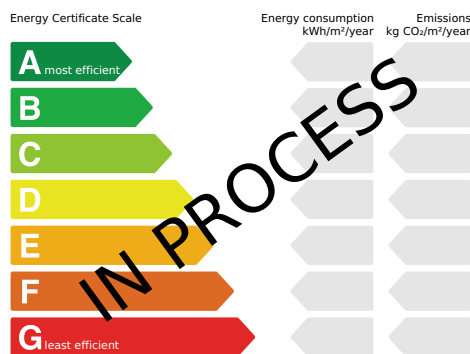 Energy Certificate Scale
Energy consumption
kWh/m²/year
Emissions
kg CO₂/m²/year
A most efficient
B
C
D
E
F
G least efficient
IN PROCESS